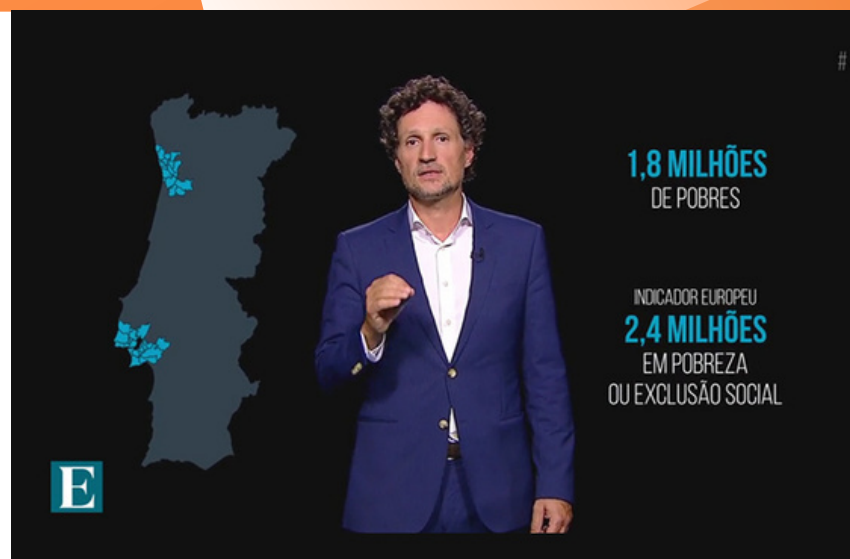 #
1,8 MILHÕES
DE POBRES
INDICADOR EUROPEU
2,4 MILHÕES
EM POBREZA
OU EXCLUSÃO SOCIAL
E